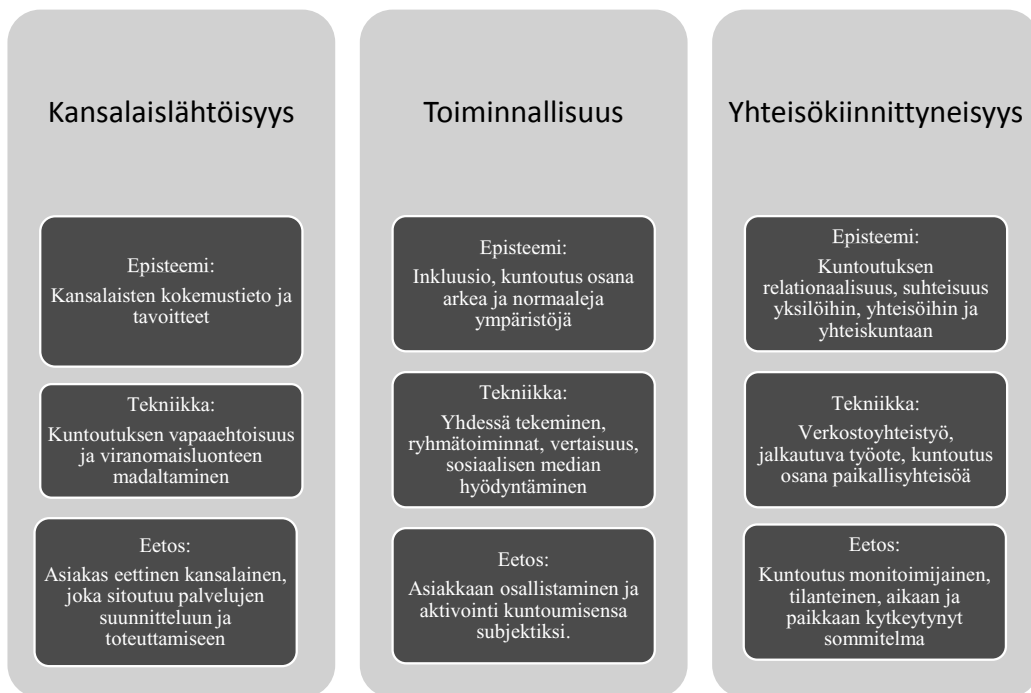 Kansalaislähtöisyys
Episteemi:
Kansalaisten kokemustieto ja
tavoitteet
Tekniikka:
Kuntoutuksen vapaaehtoisuus
ja viranomaisluonteen
madaltaminen
Eetos:
Asiakas eettinen kansalainen,
joka sitoutuu palvelujen
suunnitteluun ja
toteuttamiseen
Toiminnallisuus
Episteemi:
Inkluusio, kuntoutus osana
arkea ja normaaleja
ympäristöjä
Tekniikka:
Yhdessä tekeminen,
ryhmätoiminnat, vertaisuus,
sosiaalisen median
hyödyntäminen
Eetos:
Asiakkaan osallistaminen ja
aktivointi kuntoumisensa
subjektiksi.
Yhteisökiinnittyneisyys
Episteemi:
Kuntoutuksen
relationaalisuus, suhteisuus
yksilöihin, yhteisöihin ja
yhteiskuntaan
Tekniikka:
Verkostoyhteistyö,
jalkautuva työote, kuntoutus
osana paikallisyhteisöä
Eetos:
Kuntoutus monitoimijainen,
tilanteinen, aikaan ja
paikkaan kytkeytynyt
sommitelma